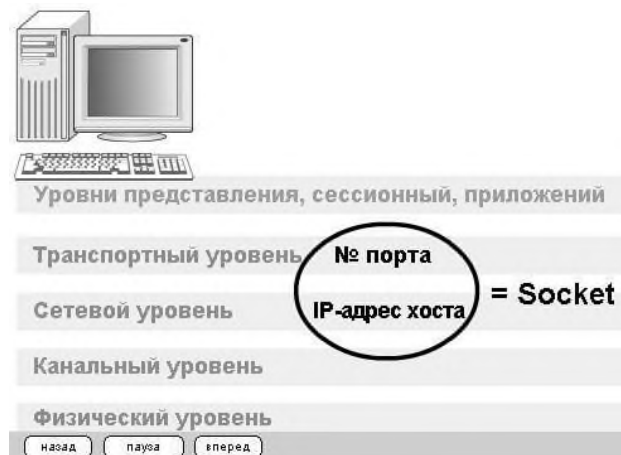 Уровни представления, сессионный, приложений
Транспортный уровень № порта
= Socket
Сетевой уровень IP-адрес хоста
Канальный уровень
Физический уровень
назад пауза вперед